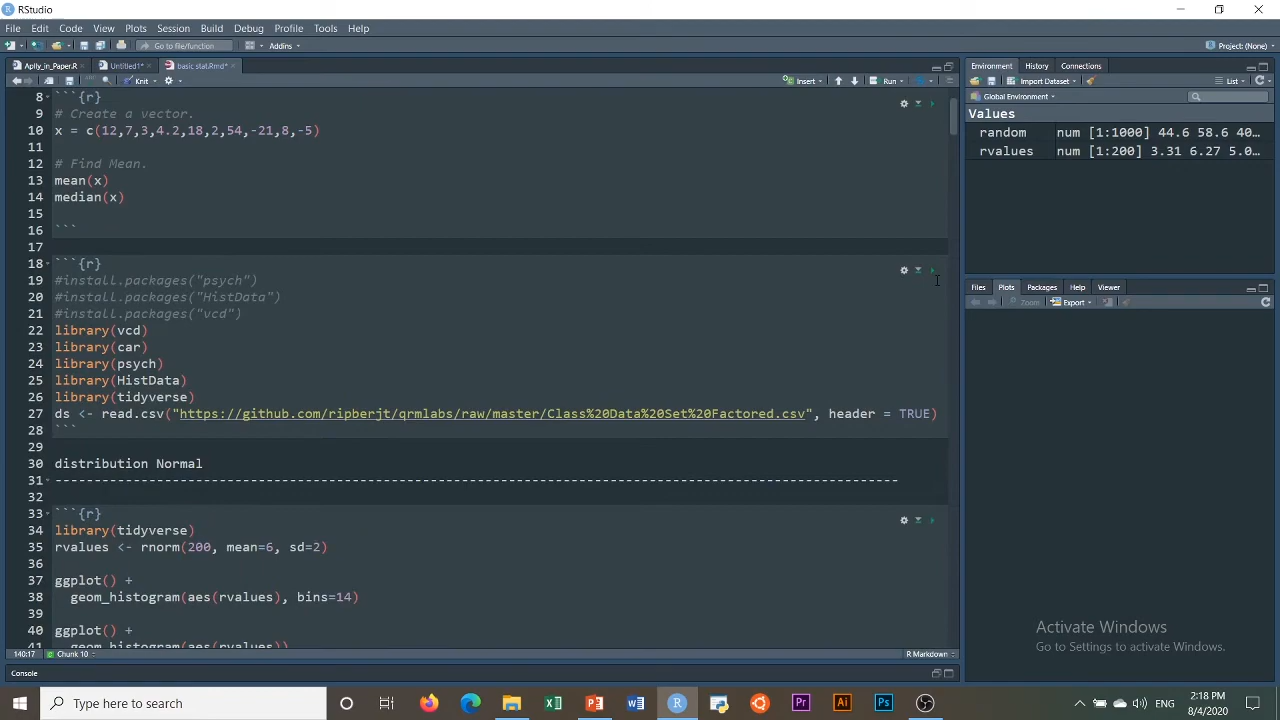 RStudio
File Edit Code View Plots Session Build Debug Profile Tools Help
Go to file/function Addins Project: (None)
Aplly_in_Paper.R Untitled1* basic stat.Rmd*
Knit Insert Run
8 ```{r}
9 # Create a vector.
10 x = c(12,7,3,4.2,18,2,54,-21,8,-5)
11
12 # Find Mean.
13 mean(x)
14 median(x)
15
16 ```
17
18 ```{r}
19 #install.packages("psych")
20 #install.packages("HistData")
21 #install.packages("vcd")
22 library(vcd)
23 library(car)
24 library(psych)
25 library(HistData)
26 library(tidyverse)
27 ds <- read.csv("https://github.com/ripberjt/qrmlabs/raw/master/Class%20Data%20Set%20Factored.csv", header = TRUE)
28 ```
29
30 distribution Normal
31 -------------------------------------------------------------------------------------------------------------
32
33 ```{r}
34 library(tidyverse)
35 rvalues <- rnorm(200, mean=6, sd=2)
36
37 ggplot() +
38 geom_histogram(aes(rvalues), bins=14)
39
40 ggplot() +
41 geom_histogram(aes(rvalues))
140:17 Chunk 10 R Markdown
Console
Environment History Connections
Import Dataset List
Global Environment
Values
random num [1:1000] 44.6 58.6 40…
rvalues num [1:200] 3.31 6.27 5.0…
Files Plots Packages Help Viewer
Zoom Export
Activate Windows
Go to Settings to activate Windows.
Type here to search
ENG
2:18 PM
8/4/2020